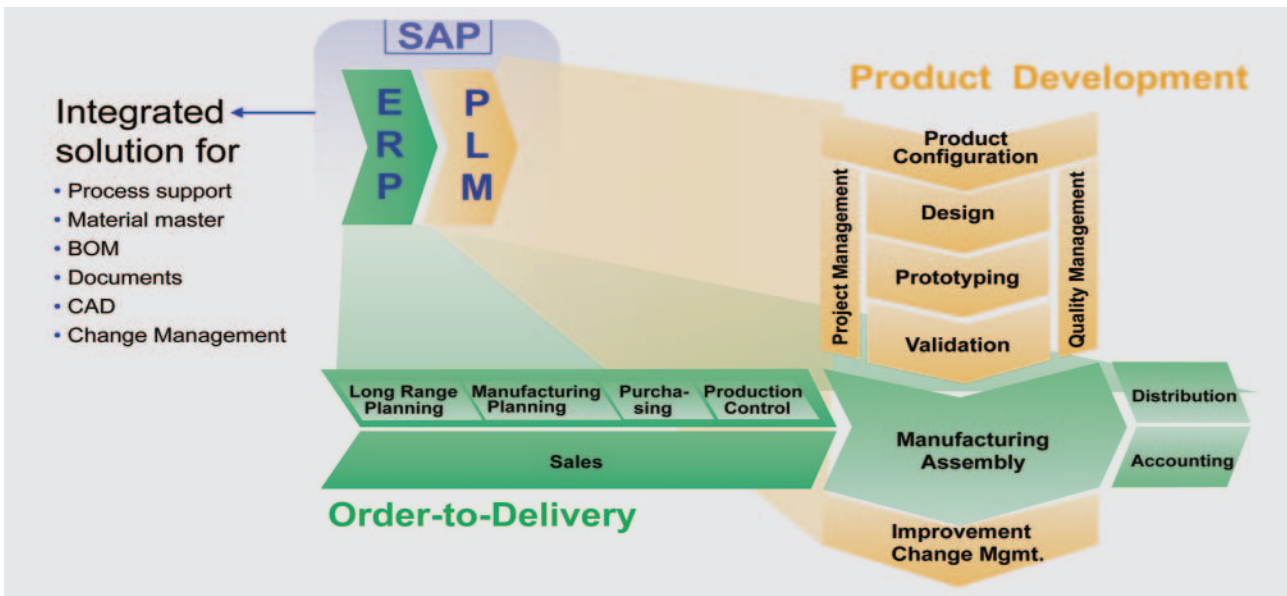 SAP
E
R
P
P
L
M
Integrated
solution for
• Process support
• Material master
• BOM
• Documents
• CAD
• Change Management
Product Development
Product
Configuration
Project Management
Design
Prototyping
Validation
Quality Management
Long Range
Planning
Manufacturing
Planning
Purcha-
sing
Production
Control
Sales
Manufacturing
Assembly
Distribution
Accounting
Order-to-Delivery
Improvement
Change Mgmt.